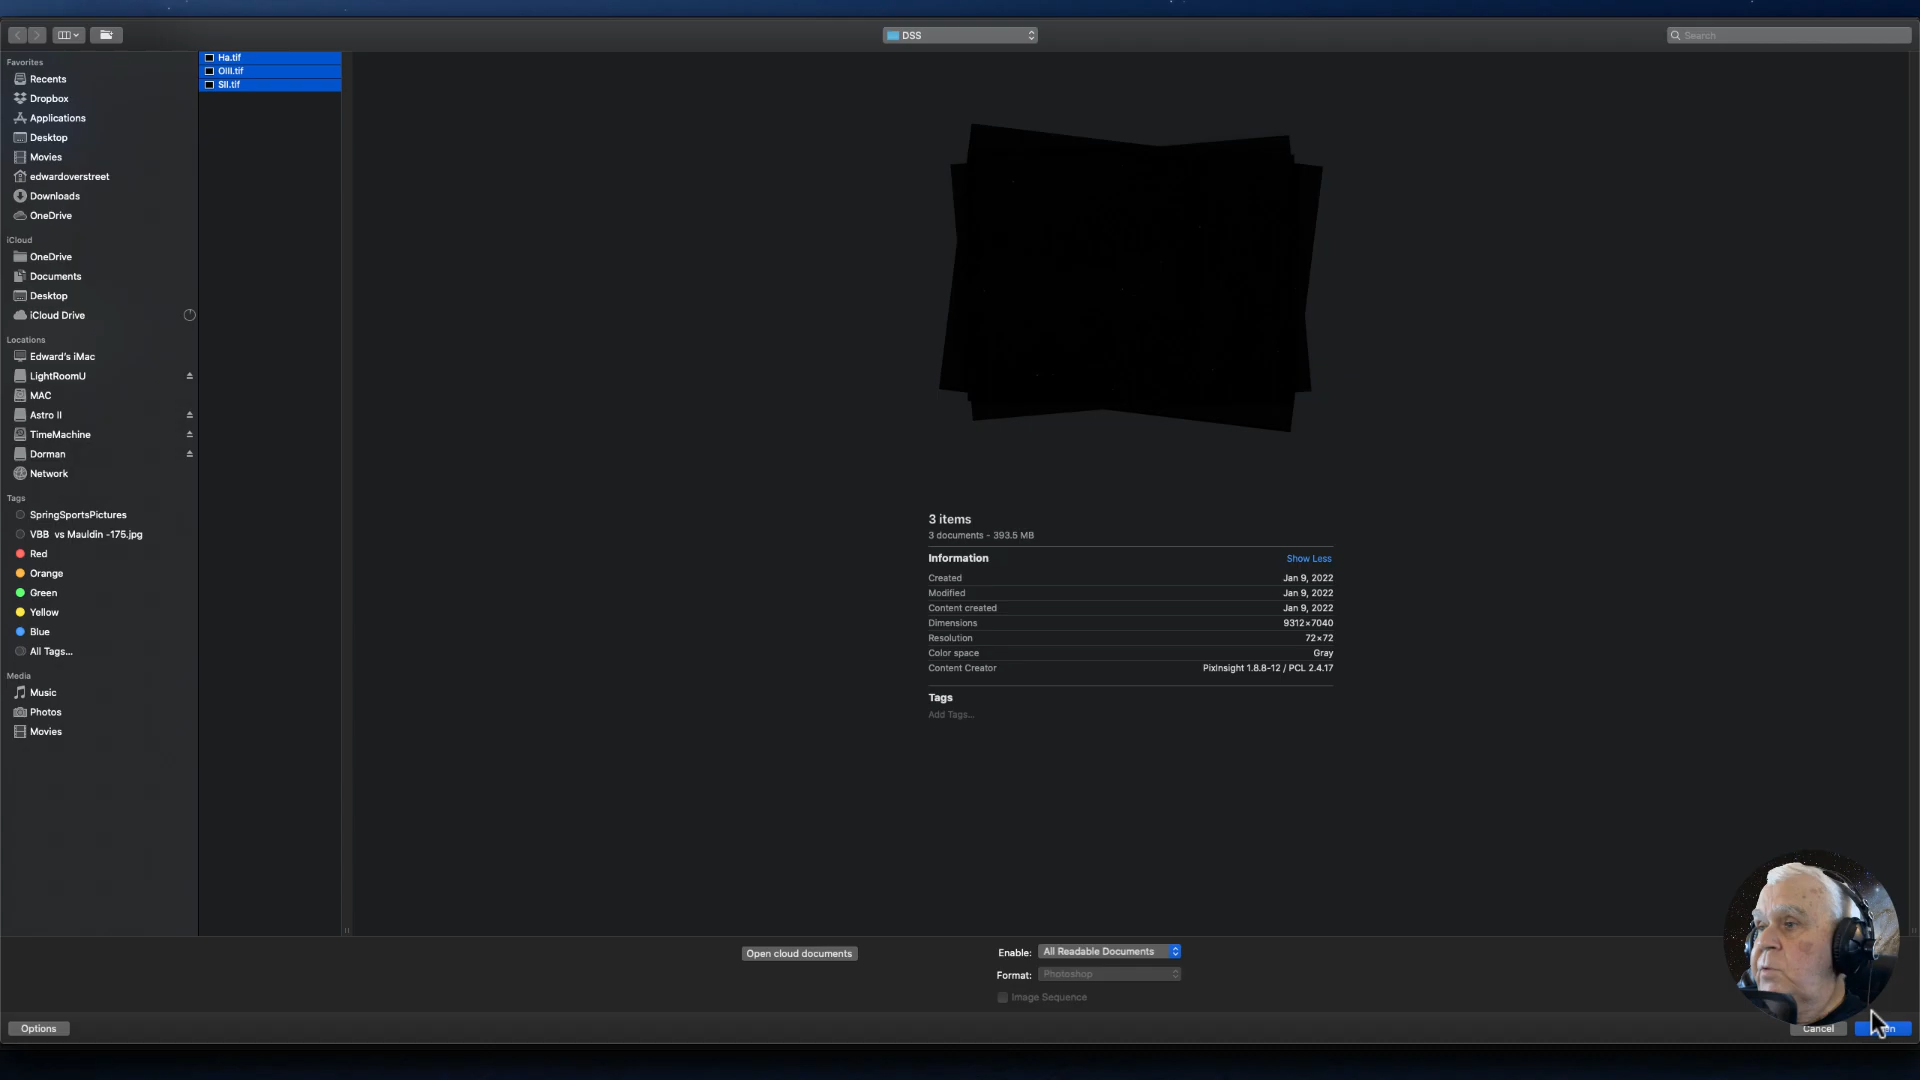 DSS
Search
Favorites
Recents
Dropbox
Applications
Desktop
Movies
edwardoverstreet
Downloads
OneDrive
iCloud
OneDrive
Documents
Desktop
iCloud Drive
Locations
Edward's iMac
LightRoomU
MAC
Astro II
TimeMachine
Dorman
Network
Tags
SpringSportsPictures
VBB vs Mauldin -175.jpg
Red
Orange
Green
Yellow
Blue
All Tags...
Media
Music
Photos
Movies
Ha.tif
OIII.tif
SII.tif
3 items
3 documents - 393.5 MB
Information Show Less
Created Jan 9, 2022
Modified Jan 9, 2022
Content created Jan 9, 2022
Dimensions 9312×7040
Resolution 72×72
Color space Gray
Content Creator PixInsight 1.8.8-12 / PCL 2.4.17
Tags
Add Tags...
Open cloud documents
Enable: All Readable Documents
Format: Photoshop
Image Sequence
Options
Cancel